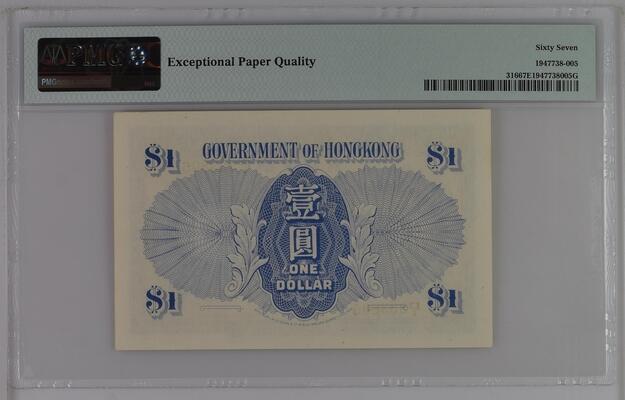 PMG
PMG
Exceptional Paper Quality
Sixty Seven
1947738-005
31667E1947738005G
$1 GOVERNMENT OF HONGKONG $1
壹
圓
ONE
DOLLAR
$1 $1